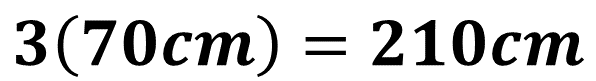 3(70cm) = 210cm